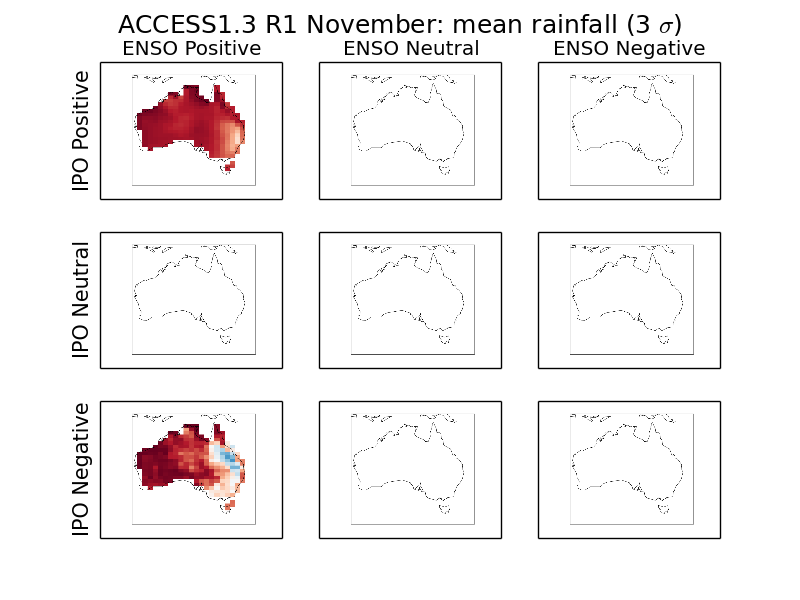 ACCESS1.3 R1 November: mean rainfall (3 σ)
ENSO Positive ENSO Neutral ENSO Negative
IPO Positive
IPO Neutral
IPO Negative